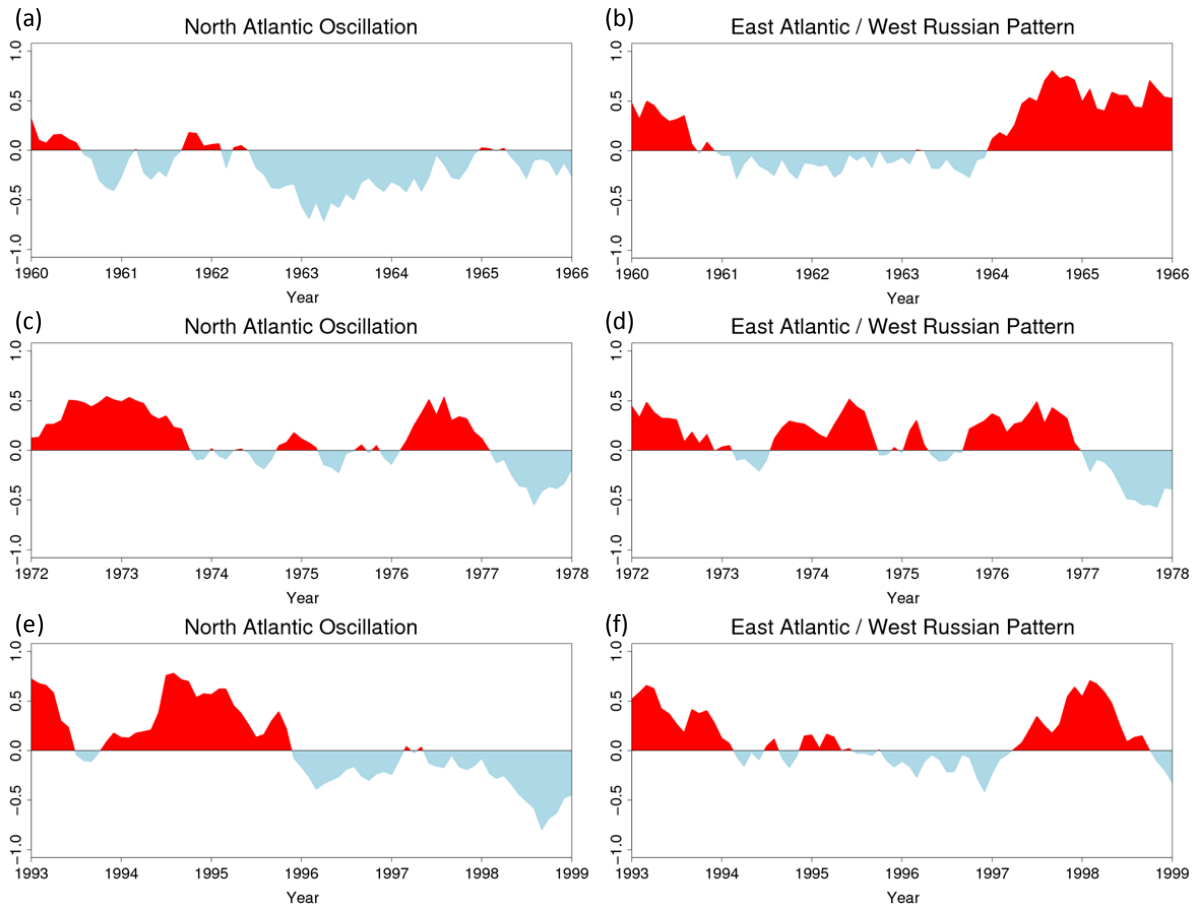 (a)
North Atlantic Oscillation
1.0
0.5
0.0
−0.5
−1.0
1960 1961 1962 1963 1964 1965 1966
Year
(b)
East Atlantic / West Russian Pattern
1.0
0.5
0.0
−0.5
−1.0
1960 1961 1962 1963 1964 1965 1966
Year
(c)
North Atlantic Oscillation
1.0
0.5
0.0
−0.5
−1.0
1972 1973 1974 1975 1976 1977 1978
Year
(d)
East Atlantic / West Russian Pattern
1.0
0.5
0.0
−0.5
−1.0
1972 1973 1974 1975 1976 1977 1978
Year
(e)
North Atlantic Oscillation
1.0
0.5
0.0
−0.5
−1.0
1993 1994 1995 1996 1997 1998 1999
Year
(f)
East Atlantic / West Russian Pattern
1.0
0.5
0.0
−0.5
−1.0
1993 1994 1995 1996 1997 1998 1999
Year